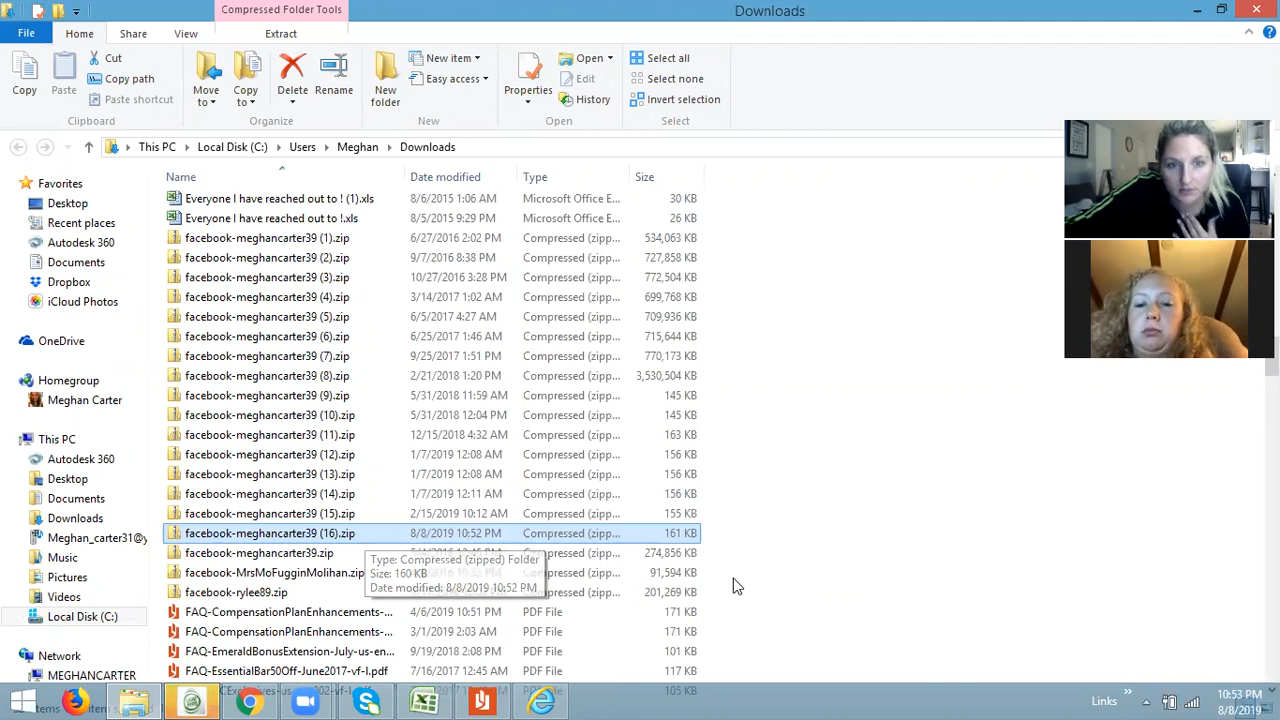 Compressed Folder Tools
Downloads
File
Home
Share
View
Extract
Copy
Paste
Cut
Copy path
Paste shortcut
Clipboard
Move to
Copy to
Delete
Rename
Organize
New folder
New item
Easy access
New
Properties
Open
Edit
History
Open
Select all
Select none
Invert selection
Select
This PC
Local Disk (C:)
Users
Meghan
Downloads
Name Date modified Type Size
Favorites
Desktop
Recent places
Autodesk 360
Documents
Dropbox
iCloud Photos
OneDrive
Homegroup
Meghan Carter
This PC
Autodesk 360
Desktop
Documents
Downloads
Meghan_carter31@y
Music
Pictures
Videos
Local Disk (C:)
Network
MEGHANCARTER
Everyone I have reached out to ! (1).xls 8/6/2015 1:06 AM Microsoft Office E... 30 KB
Everyone I have reached out to !.xls 8/5/2015 9:29 PM Microsoft Office E... 26 KB
facebook-meghancarter39 (1).zip 6/27/2016 2:02 PM Compressed (zipp... 534,063 KB
facebook-meghancarter39 (2).zip 9/7/2016 8:38 PM Compressed (zipp... 727,858 KB
facebook-meghancarter39 (3).zip 10/27/2016 3:28 PM Compressed (zipp... 772,504 KB
facebook-meghancarter39 (4).zip 3/14/2017 1:02 AM Compressed (zipp... 699,768 KB
facebook-meghancarter39 (5).zip 6/5/2017 4:27 AM Compressed (zipp... 709,936 KB
facebook-meghancarter39 (6).zip 6/25/2017 1:46 AM Compressed (zipp... 715,644 KB
facebook-meghancarter39 (7).zip 9/25/2017 1:51 PM Compressed (zipp... 770,173 KB
facebook-meghancarter39 (8).zip 2/21/2018 1:20 PM Compressed (zipp... 3,530,504 KB
facebook-meghancarter39 (9).zip 5/31/2018 11:59 AM Compressed (zipp... 145 KB
facebook-meghancarter39 (10).zip 5/31/2018 12:04 PM Compressed (zipp... 145 KB
facebook-meghancarter39 (11).zip 12/15/2018 4:32 AM Compressed (zipp... 163 KB
facebook-meghancarter39 (12).zip 1/7/2019 12:08 AM Compressed (zipp... 156 KB
facebook-meghancarter39 (13).zip 1/7/2019 12:08 AM Compressed (zipp... 156 KB
facebook-meghancarter39 (14).zip 1/7/2019 12:11 AM Compressed (zipp... 156 KB
facebook-meghancarter39 (15).zip 2/15/2019 10:12 AM Compressed (zipp... 155 KB
facebook-meghancarter39 (16).zip 8/8/2019 10:52 PM Compressed (zipp... 161 KB
facebook-meghancarter39.zip Compressed (zipp... 274,856 KB
facebook-MrsMoFugginMolihan.zip Compressed (zipp... 91,594 KB
facebook-rylee89.zip Compressed (zipp... 201,269 KB
Type: Compressed (zipped) Folder
Size: 160 KB
Date modified: 8/8/2019 10:52 PM
FAQ-CompensationPlanEnhancements-... 4/6/2019 10:51 PM PDF File 171 KB
FAQ-CompensationPlanEnhancements-... 3/1/2019 2:03 AM PDF File 171 KB
FAQ-EmeraldBonusExtension-July-us-en... 9/19/2018 2:08 PM PDF File 101 KB
FAQ-EssentialBar50Off-June2017-vf-I.pdf 7/16/2017 12:45 AM PDF File 117 KB
105 KB
Links
10:53 PM
8/8/2019